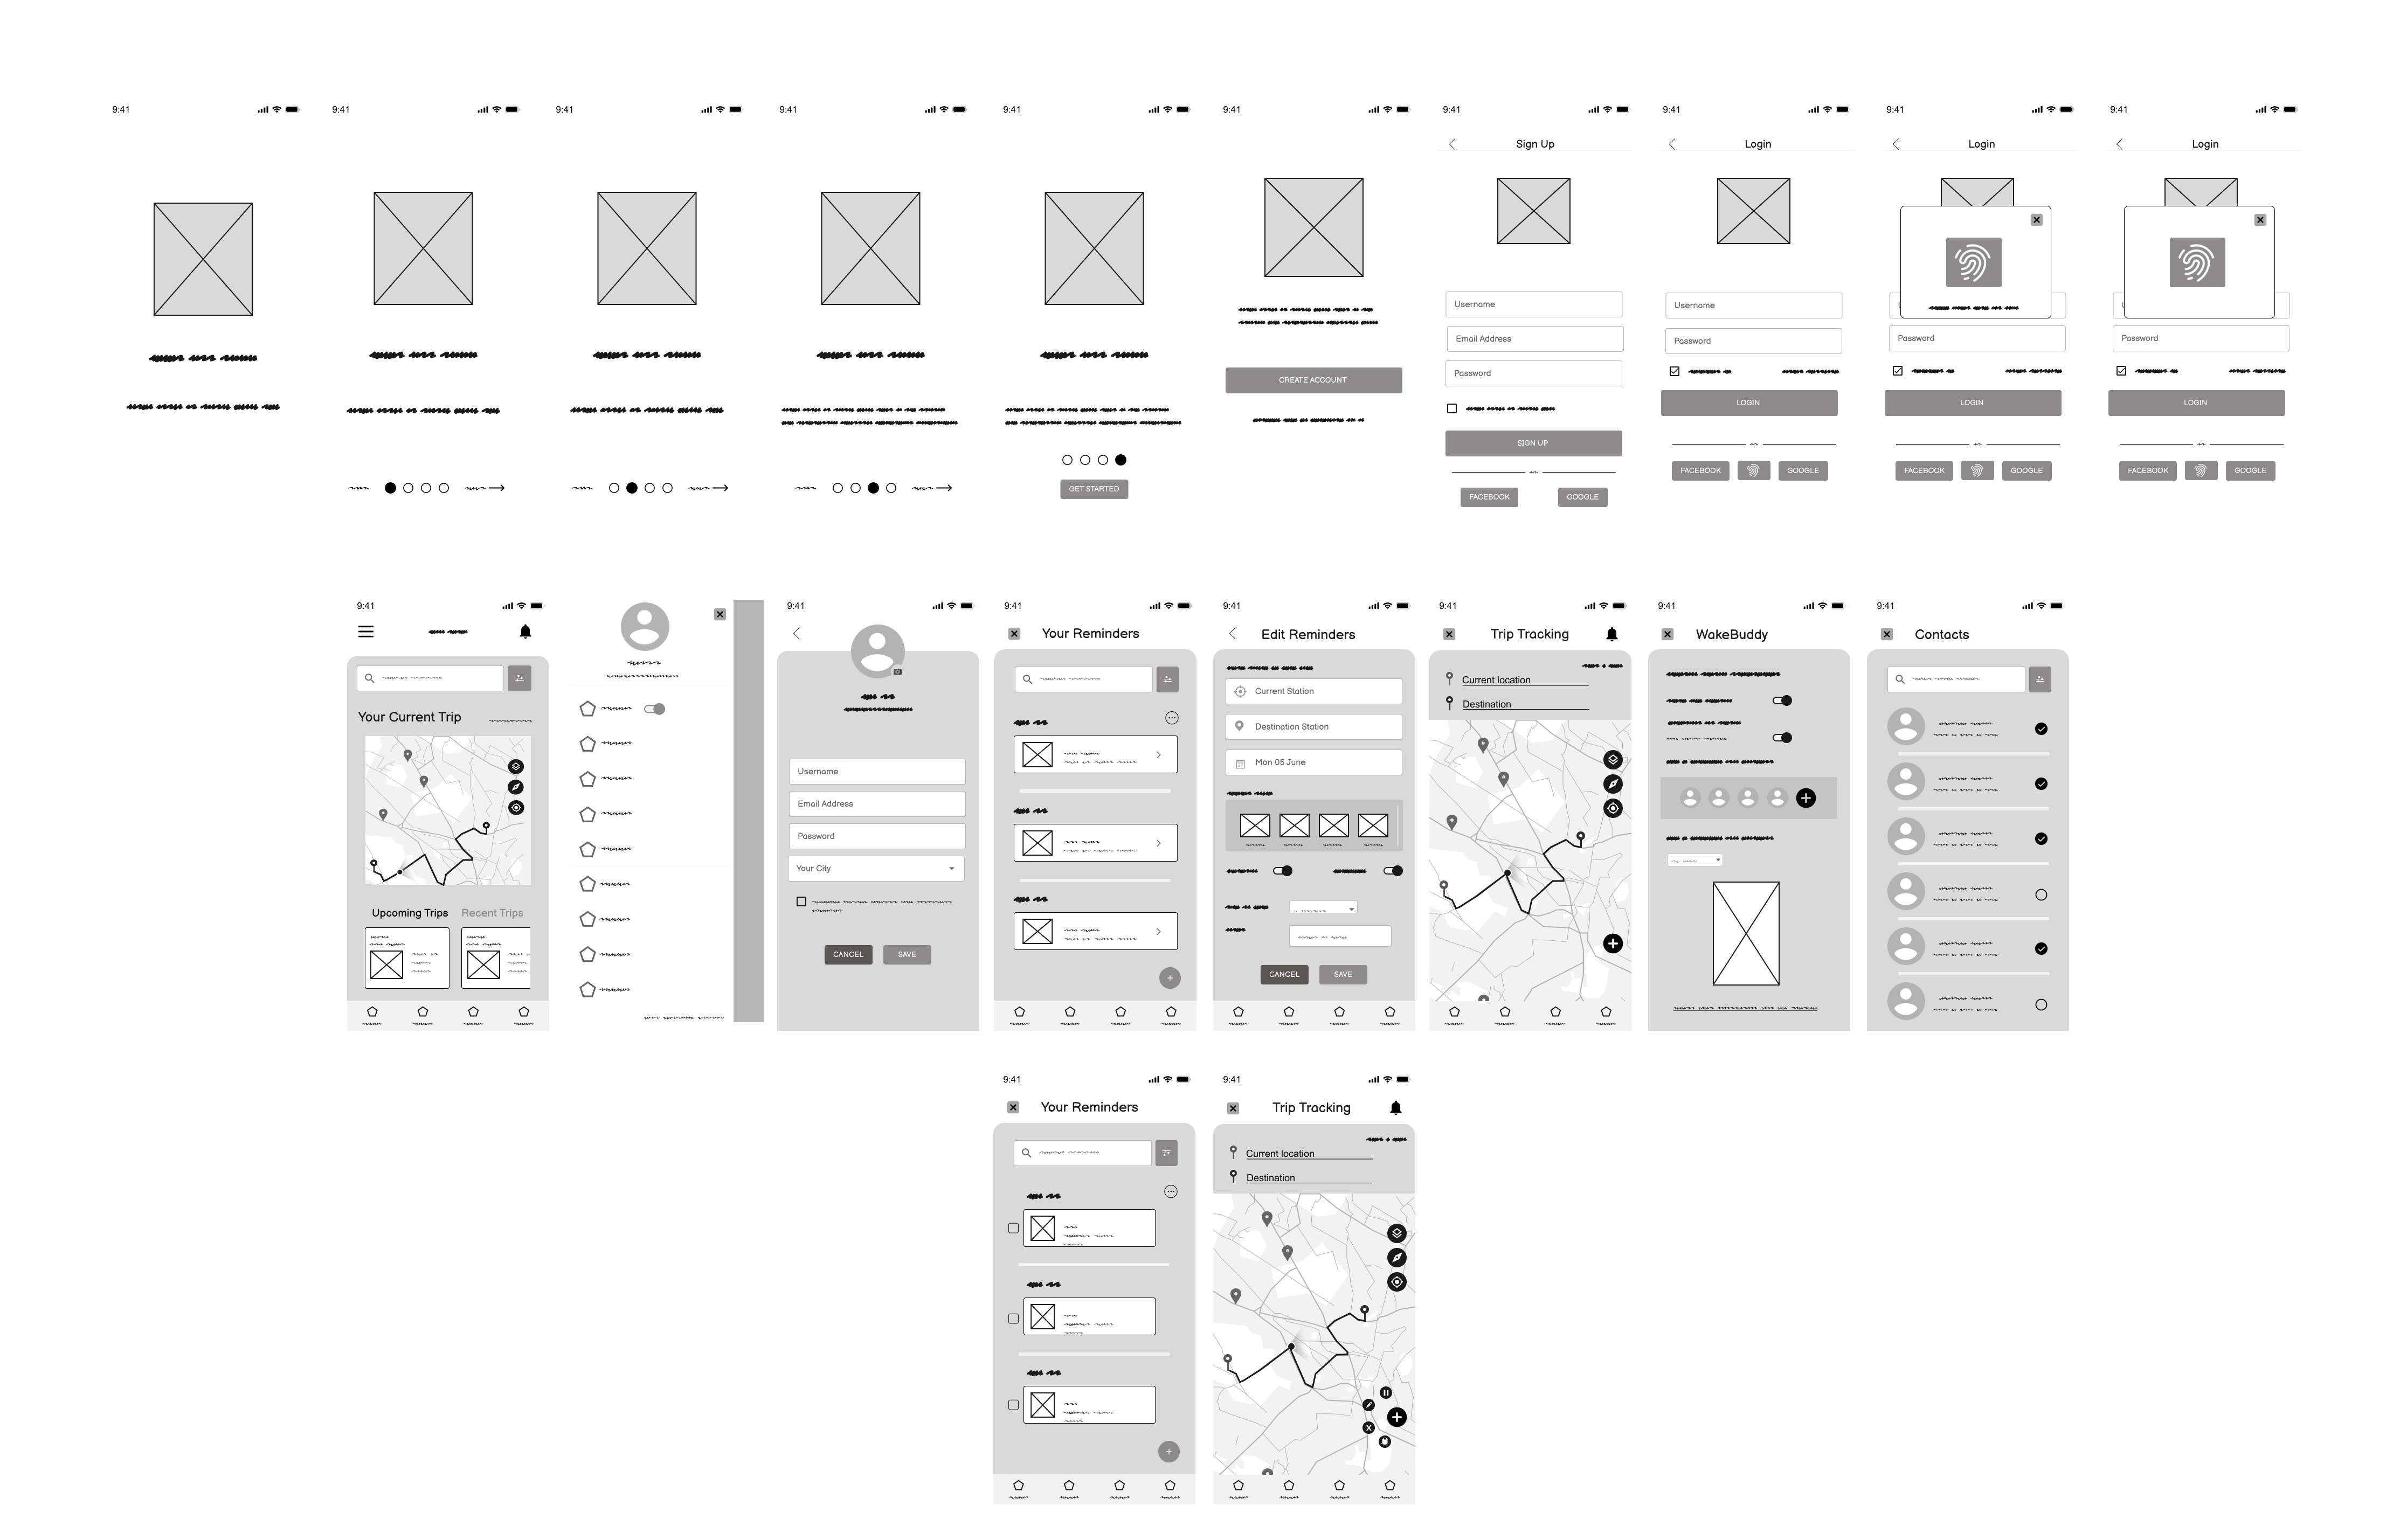 9:41
9:41
9:41
9:41
9:41
9:41
9:41
9:41
9:41
9:41
Sign Up
Login
Login
Login
Username
Email Address
Password
SIGN UP
FACEBOOK
GOOGLE
Username
Password
LOGIN
FACEBOOK
GOOGLE
Password
LOGIN
FACEBOOK
GOOGLE
Password
LOGIN
FACEBOOK
GOOGLE
CREATE ACCOUNT
GET STARTED
9:41
Your Current Trip
Upcoming Trips
Recent Trips
9:41
Username
Email Address
Password
Your City
CANCEL
SAVE
9:41
Your Reminders
9:41
Edit Reminders
Current Station
Destination Station
Mon 05 June
CANCEL
SAVE
9:41
Trip Tracking
Current location
Destination
9:41
WakeBuddy
9:41
Contacts
9:41
Your Reminders
9:41
Trip Tracking
Current location
Destination